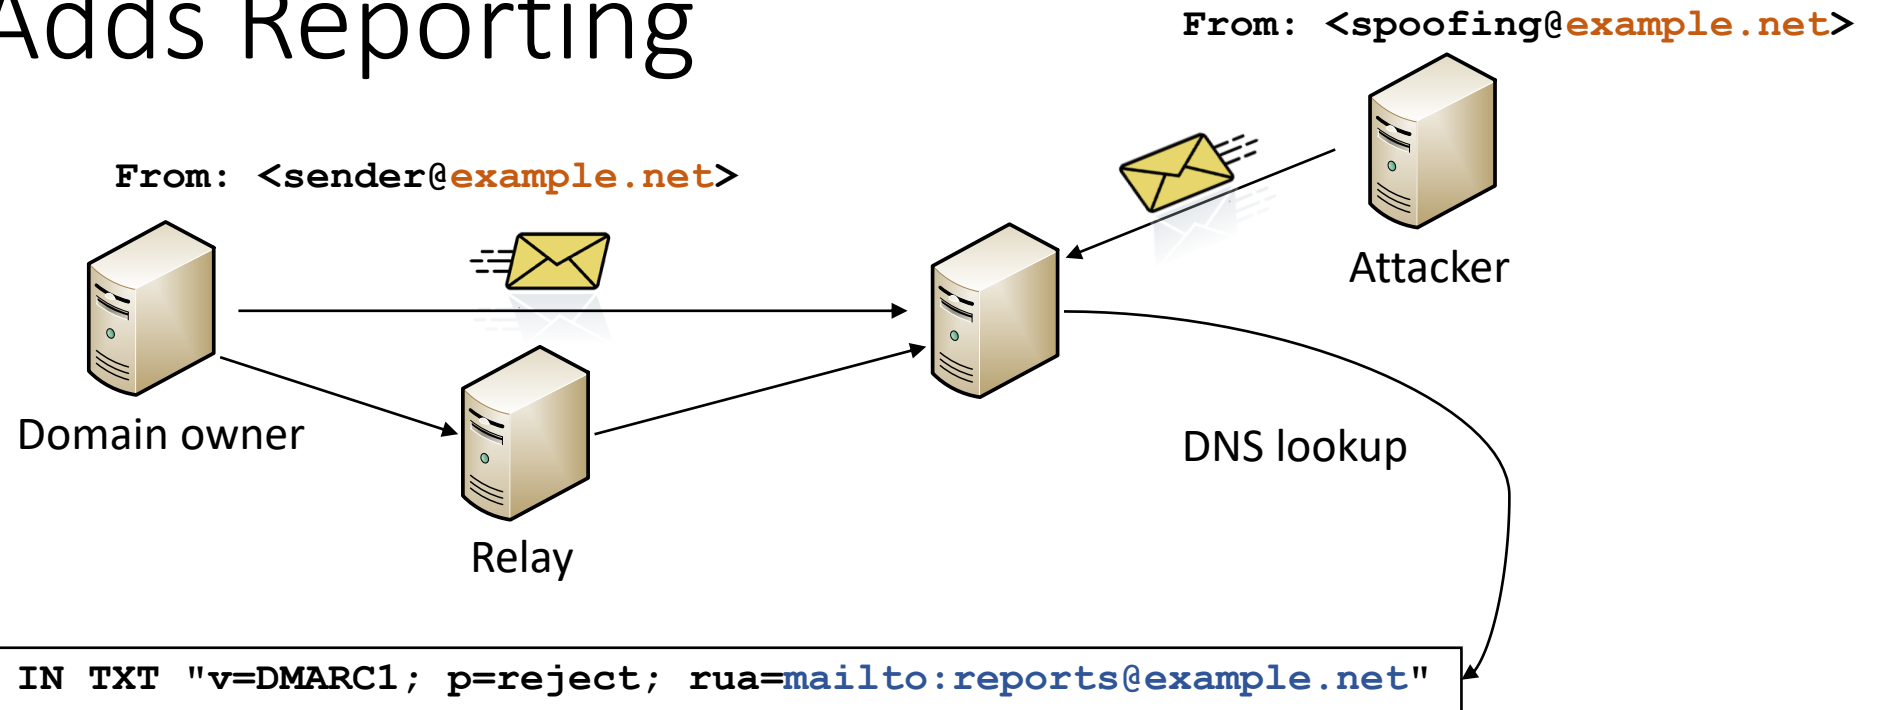 Adds Reporting
From: <spoofing@example.net>
From: <sender@example.net>
Attacker
Domain owner
DNS lookup
Relay
IN TXT "v=DMARC1; p=reject; rua=mailto:reports@example.net"